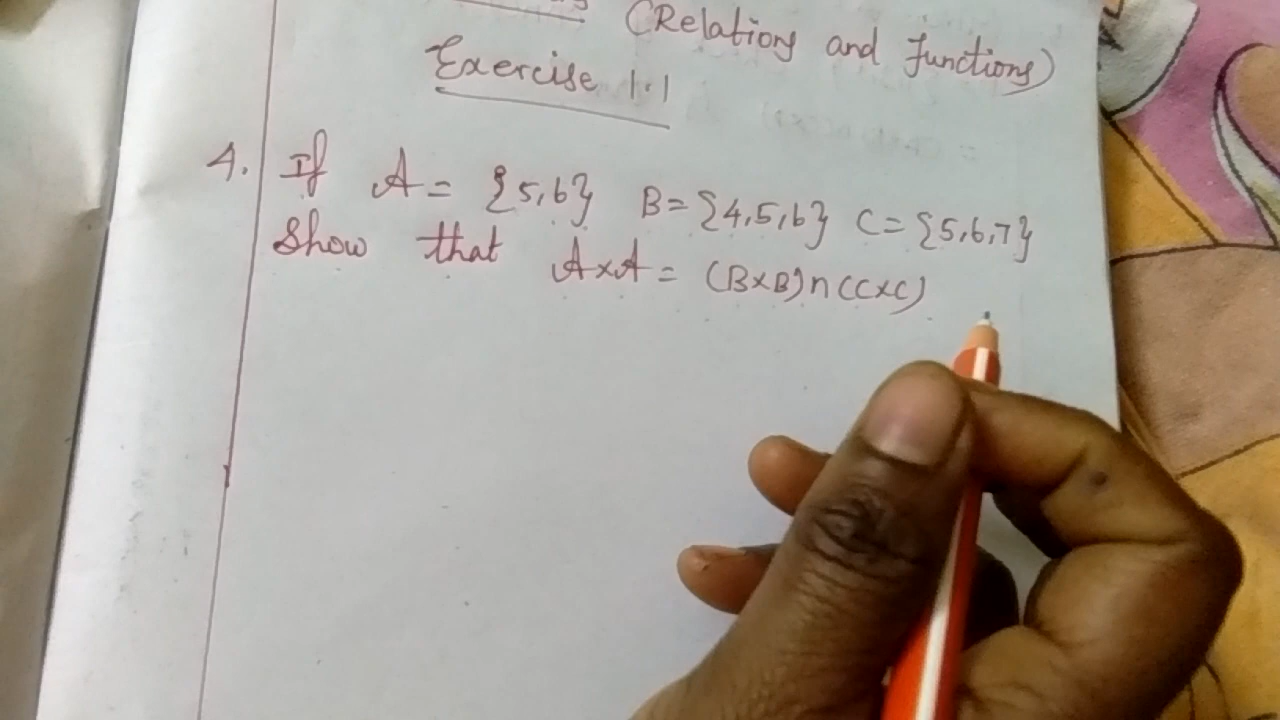 (Relations and functions)
Exercise 1.1
4. If A = {5,6} B = {4,5,6} C = {5,6,7}
Show that A×A = (B×B)∩(C×C)